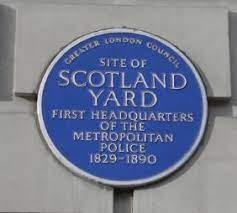 GREATER LONDON COUNCIL
SITE OF
SCOTLAND
YARD
FIRST HEADQUARTERS
OF THE
METROPOLITAN
POLICE
1829-1890